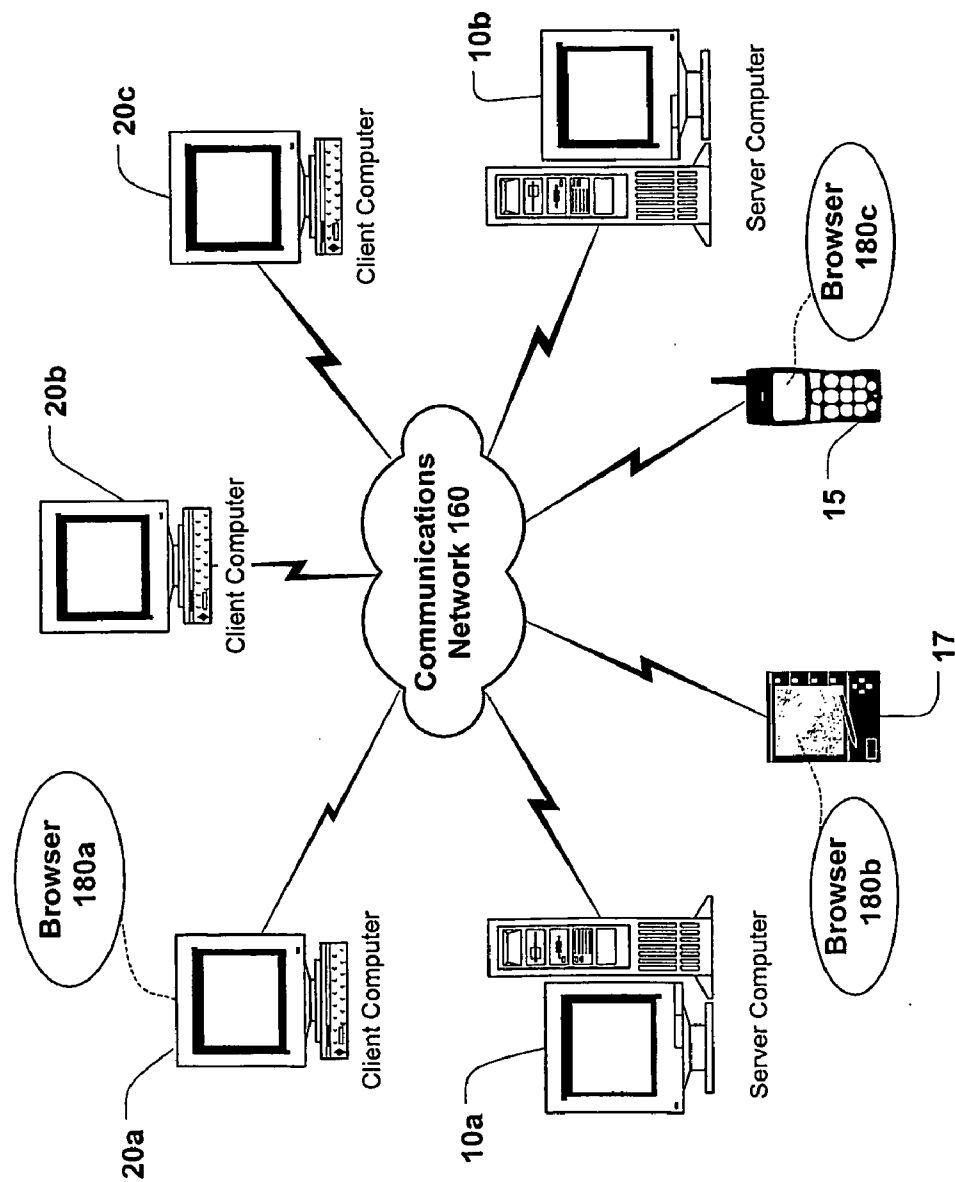 20b
20c
Client Computer
Client Computer
Browser
180a
20a
Client Computer
Communications
Network 160
10a
Server Computer
10b
Server Computer
Browser
180b
17
15
Browser
180c